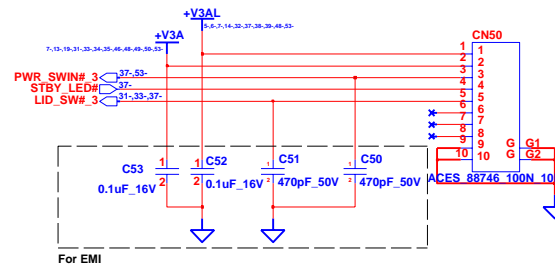 +V3AL
5-,6-,7-,14-,32-,37-,38-,39-,48-,53-
+V3A
7-,13-,19-,31-,33-,34-,35-,46-,48-,49-,50-,53-
CN50
PWR_SWIN#_3 37-,53-
STBY_LED# 37-
LID_SW#_3 31-,33-,37-
1 1
2 2
3 3
4 4
5 5
6 6
7 7
8 8
9 9 G G1
10 10 G G2
ACES_88746_100N_10
C53 1 2 0.1uF_16V
C52 1 2 0.1uF_16V
C51 1 2 470pF_50V
C50 1 2 470pF_50V
For EMI